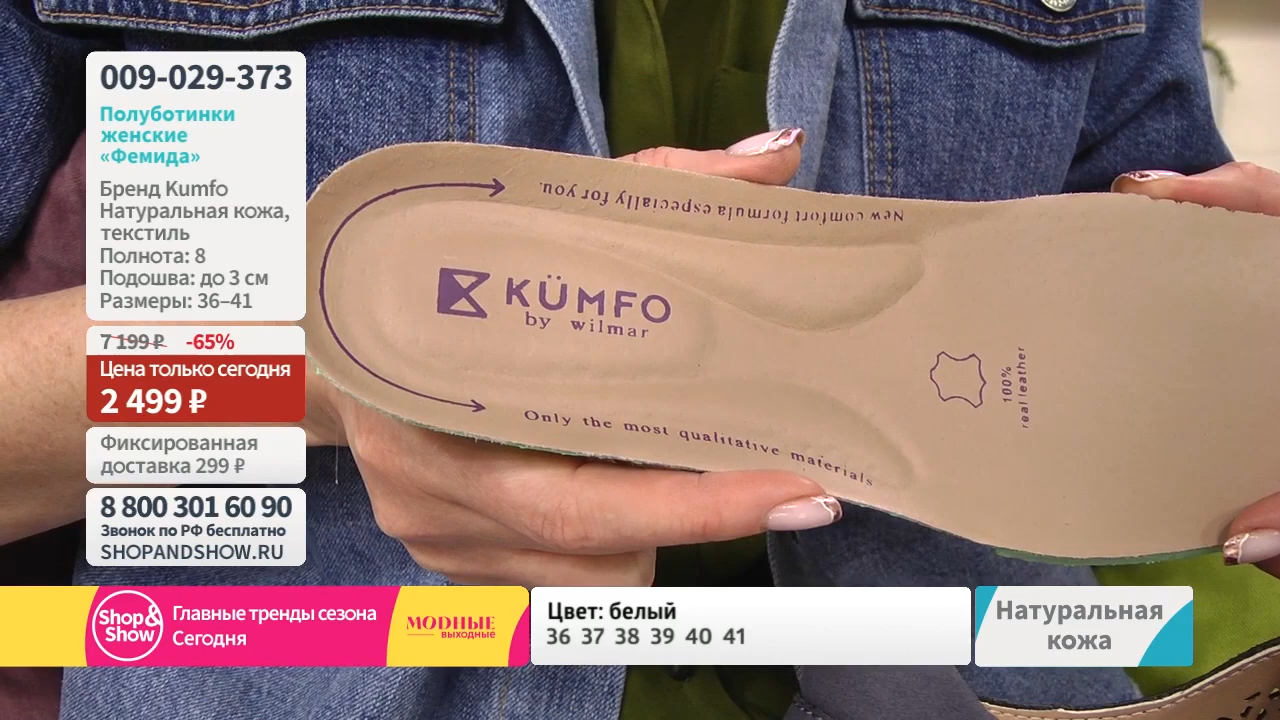 009-029-373
Полуботинки
женские
«Фемида»
Бренд Kumfo
Натуральная кожа,
текстиль
Полнота: 8
Подошва: до 3 см
Размеры: 36–41
7 199 ₽ -65%
Цена только сегодня
2 499 ₽
Фиксированная
доставка 299 ₽
8 800 301 60 90
Звонок по РФ бесплатно
SHOPANDSHOW.RU
New comfort formula especially for you.
KÜMFO
by wilmar
Only the most qualitative materials
100%
real leather
Shop&
Show
Главные тренды сезона
Сегодня
МОДНЫЕ
ВЫХОДНЫЕ
Цвет: белый
36 37 38 39 40 41
Натуральная
кожа